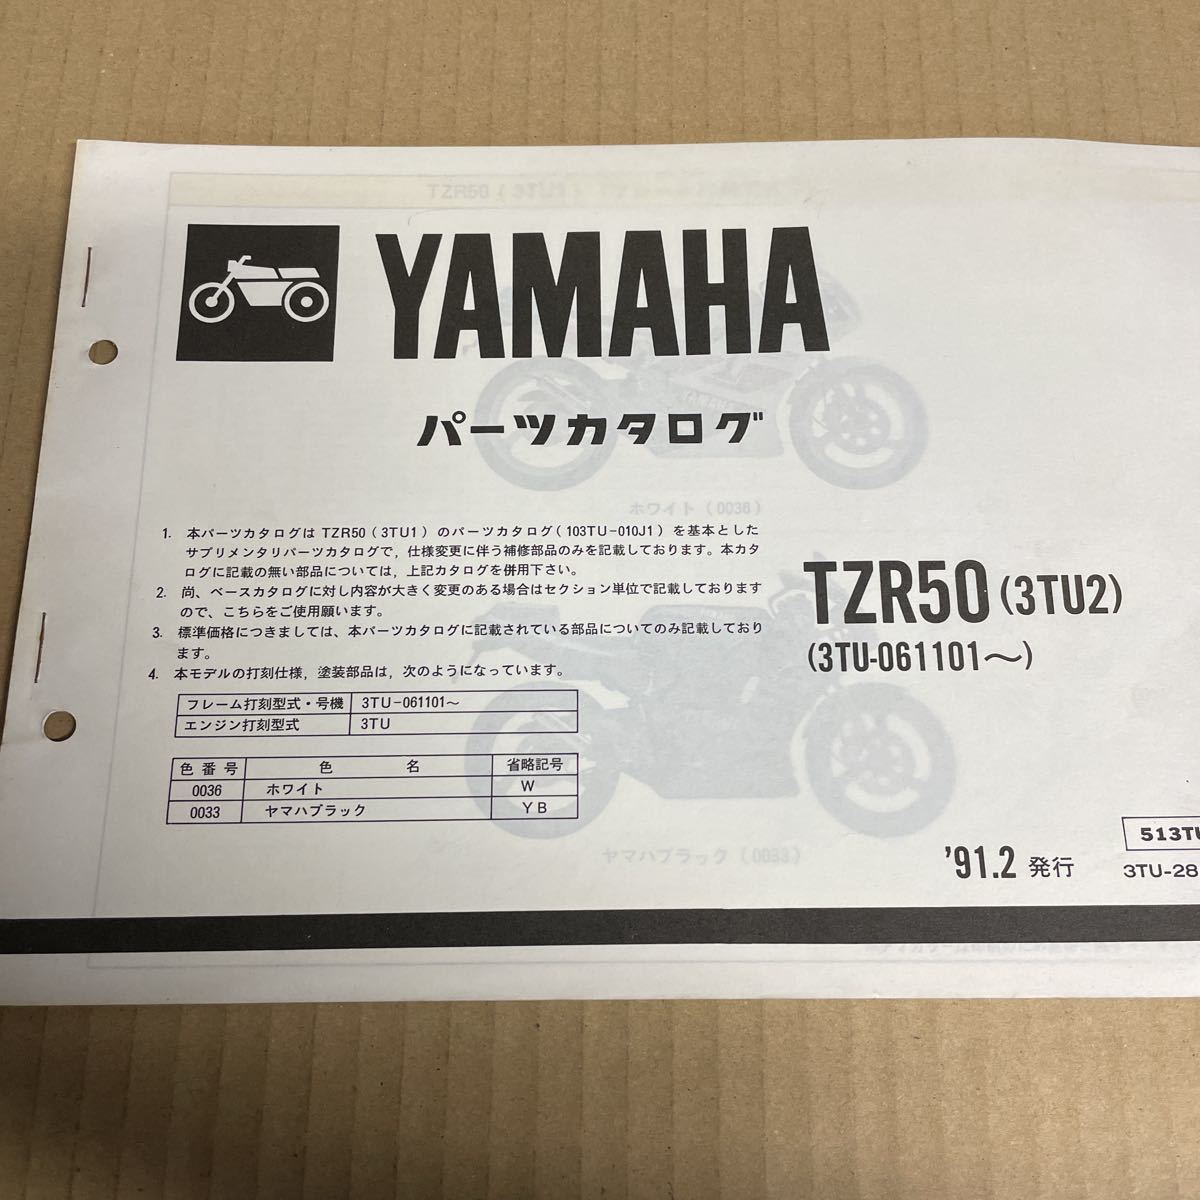 TZR50 (3TU1)
YAMAHA
パーツカタログ
ホワイト (0036)
1. 本パーツカタログは TZR50 (3TU1) のパーツカタログ(103TU-010J1) を基本とした
サプリメンタリパーツカタログで, 仕様変更に伴う補修部品のみを記載しております。本カタ
ログに記載の無い部品については, 上記カタログを併用下さい。
2. 尚、ベースカタログに対し内容が大きく変更のある場合はセクション単位で記載しております
ので、こちらをご使用願います。
3. 標準価格につきましては、本パーツカタログに記載されている部品についてのみ記載しており
ます。
4. 本モデルの打刻仕様, 塗装部品は, 次のようになっています。
フレーム打刻型式・号機 3TU-061101～
エンジン打刻型式 3TU
色番号 色名 省略記号
0036 ホワイト W
0033 ヤマハブラック YB
TZR50 (3TU2)
(3TU-061101～)
ヤマハブラック (0033)
'91.2 発行
513TU
3TU-28